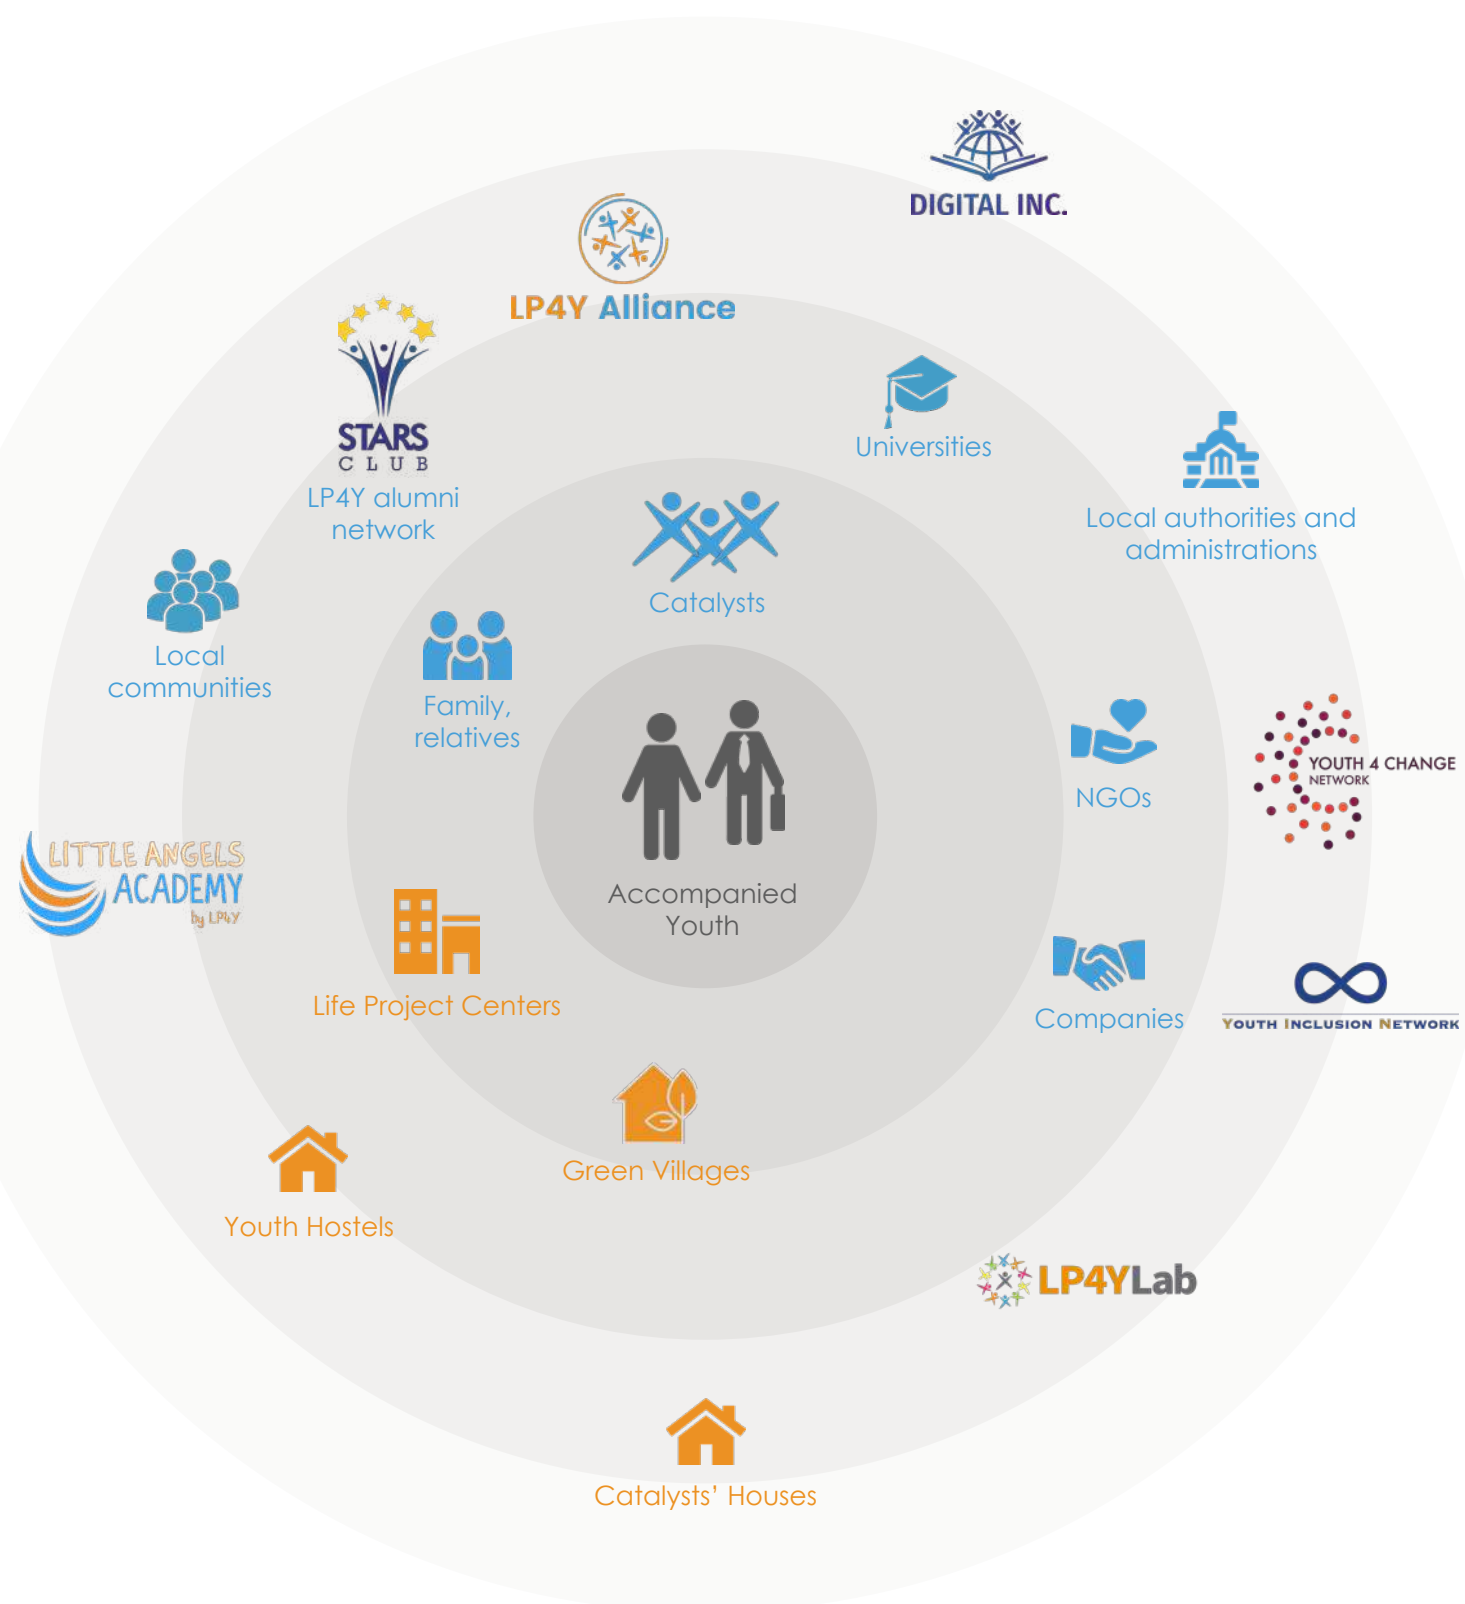 DIGITAL INC.
LP4Y Alliance
STARS
CLUB
LP4Y alumni
network
Universities
Local authorities and
administrations
Catalysts
Local
communities
Family,
relatives
NGOs
YOUTH 4 CHANGE
NETWORK
LITTLE ANGELS
ACADEMY
by LP4Y
Accompanied
Youth
Life Project Centers
Companies
YOUTH INCLUSION NETWORK
Green Villages
Youth Hostels
LP4YLab
Catalysts' Houses